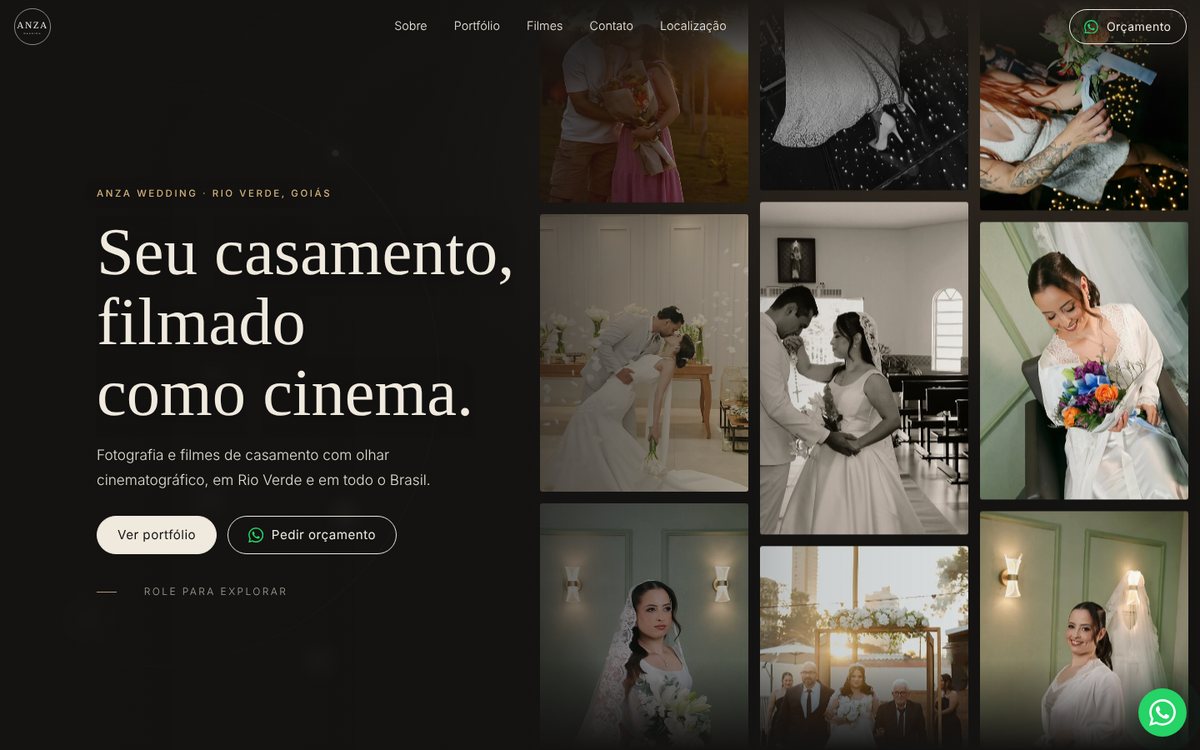 ANZA
Sobre
Portfólio
Filmes
Contato
Localização
Orçamento
ANZA WEDDING · RIO VERDE, GOIÁS
Seu casamento,
filmado
como cinema.
Fotografia e filmes de casamento com olhar
cinematográfico, em Rio Verde e em todo o Brasil.
Ver portfólio
Pedir orçamento
ROLE PARA EXPLORAR